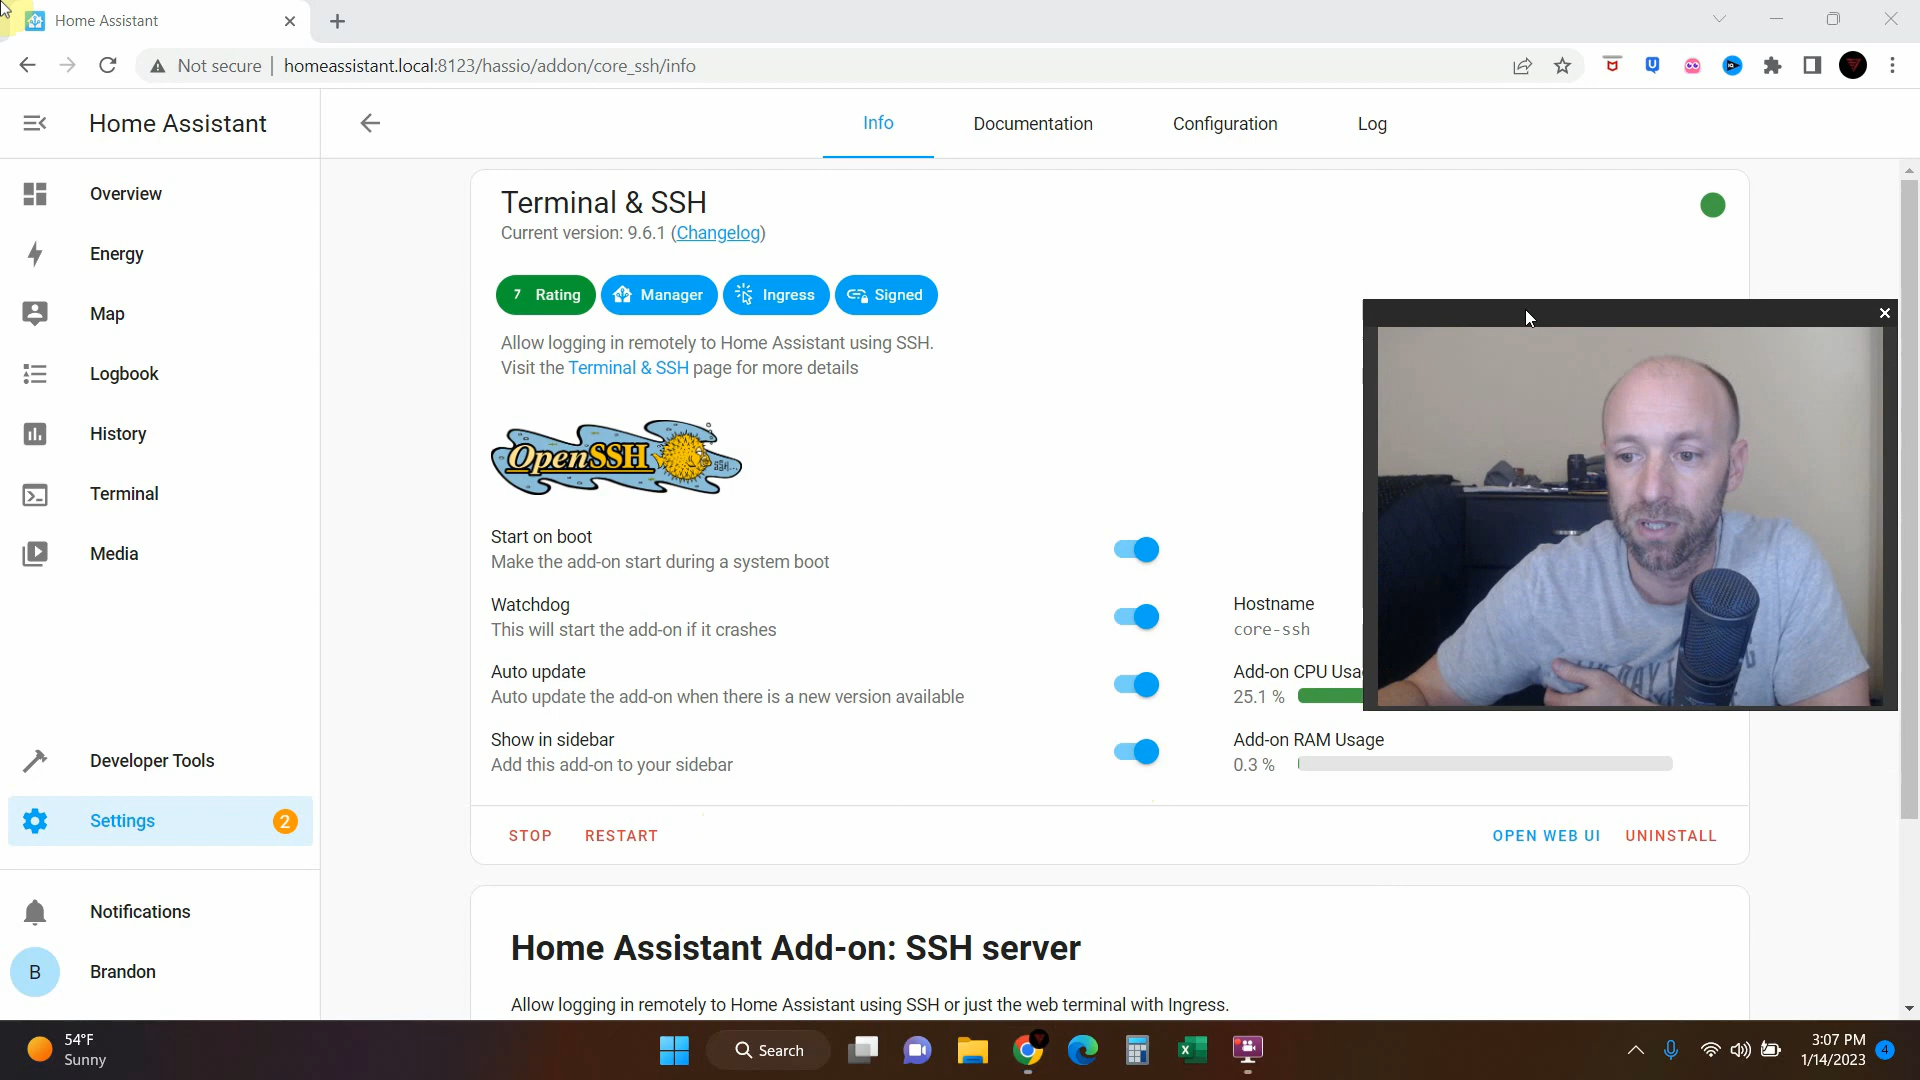 Home Assistant
Not secure
homeassistant.local:8123/hassio/addon/core_ssh/info
Home Assistant
Info
Documentation
Configuration
Log
Overview
Energy
Map
Logbook
History
Terminal
Media
Developer Tools
Settings
2
Notifications
B
Brandon
Terminal & SSH
Current version: 9.6.1 (Changelog)
7 Rating
Manager
Ingress
Signed
Allow logging in remotely to Home Assistant using SSH.
Visit the Terminal & SSH page for more details
OpenSSH
Start on boot
Make the add-on start during a system boot
Watchdog
This will start the add-on if it crashes
Hostname
core-ssh
Auto update
Auto update the add-on when there is a new version available
Add-on CPU Usa
25.1 %
Show in sidebar
Add this add-on to your sidebar
Add-on RAM Usage
0.3 %
STOP
RESTART
OPEN WEB UI
UNINSTALL
Home Assistant Add-on: SSH server
Allow logging in remotely to Home Assistant using SSH or just the web terminal with Ingress.
54°F
Sunny
Search
3:07 PM
1/14/2023
4